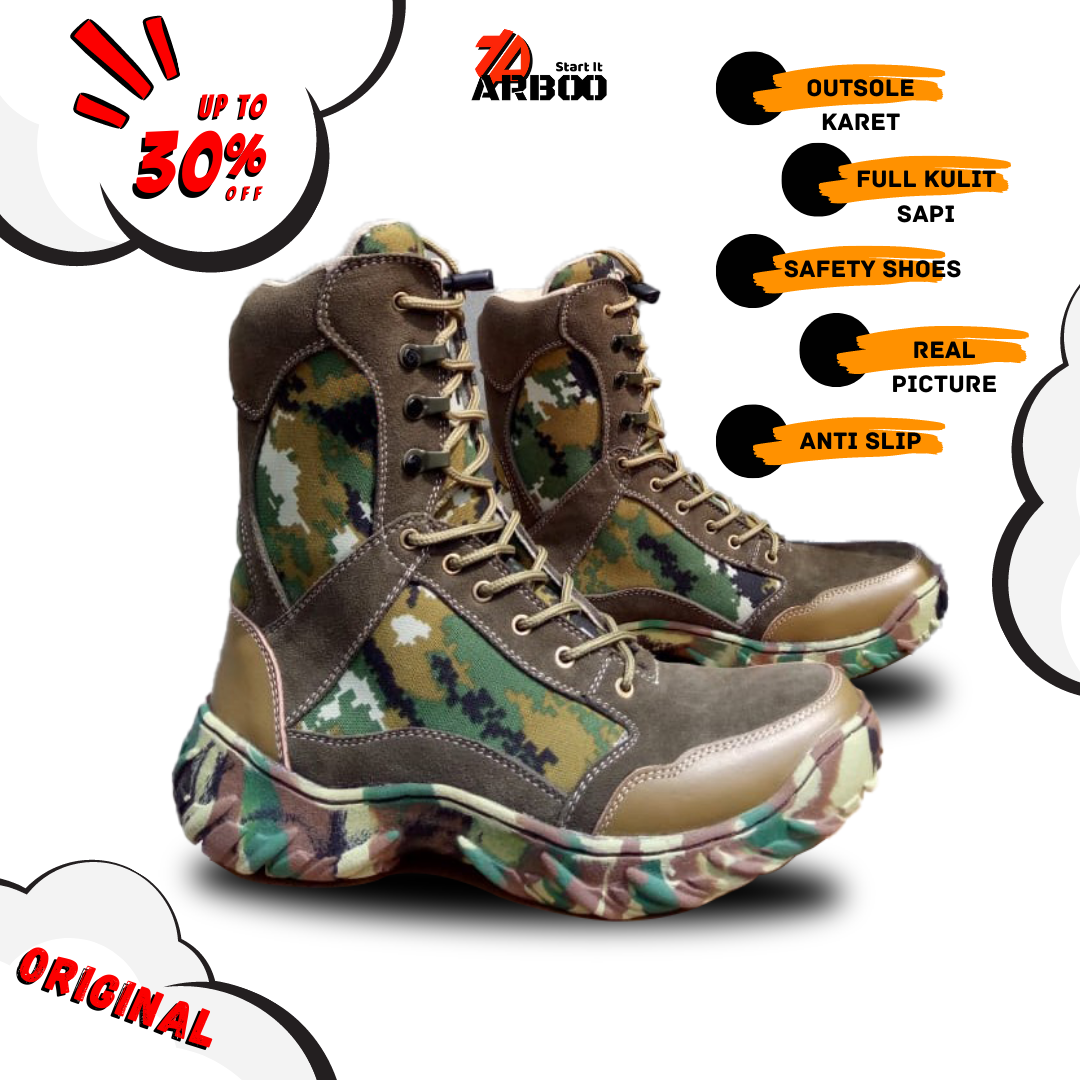 UP TO
30%
OFF
Start It
ARBOO
OUTSOLE
KARET
FULL KULIT
SAPI
SAFETY SHOES
REAL
PICTURE
ANTI SLIP
ORIGINAL